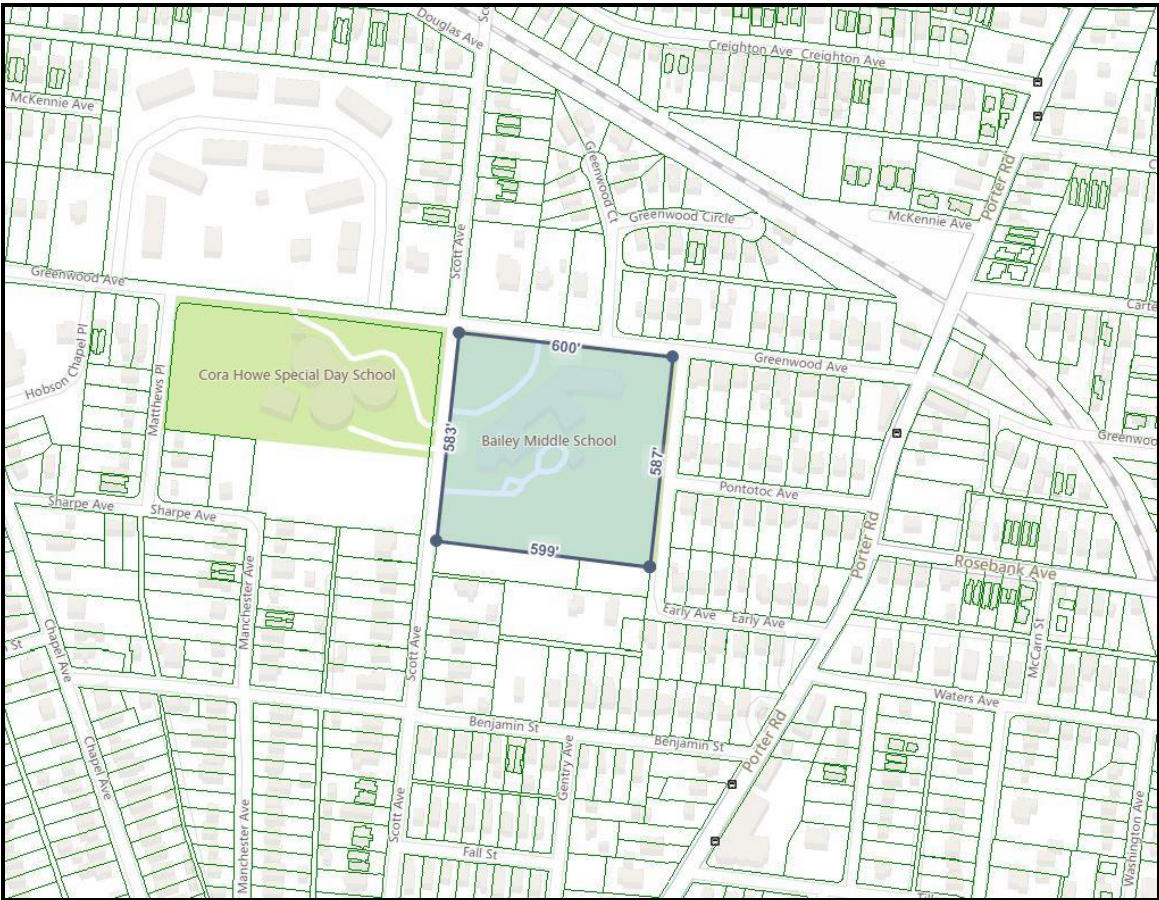 Douglas Ave
Creighton Ave Creighton Ave
McKennie Ave
Greenwood Ct
Porter Rd
Greenwood Circle
McKennie Ave
Scott Ave
Greenwood Ave
Hobson Chapel Pl
Matthews Pl
Cora Howe Special Day School
600'
Greenwood Ave
583'
Bailey Middle School
587'
Pontotoc Ave
Sharpe Ave
Sharpe Ave
599'
Porter Rd
Rosebank Ave
Manchester Ave
Early Ave Early Ave
McCarn St
Chapel Ave
Scott Ave
Waters Ave
Benjamin St
Benjamin St
Porter Rd
Gentry Ave
Chapel Ave
Manchester Ave
Scott Ave
Fall St
Washington Ave